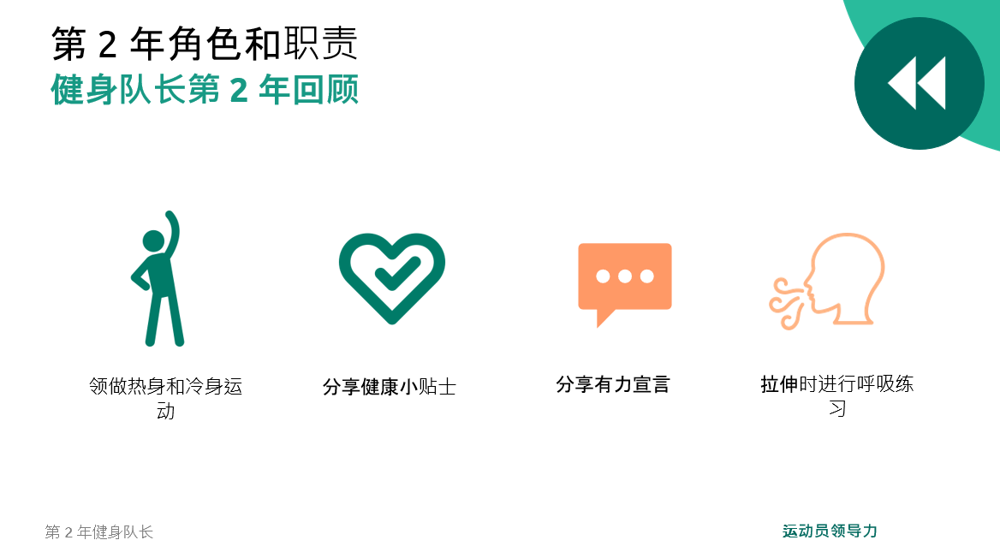 第 2 年角色和职责
健身队长第 2 年回顾
领做热身和冷身运
动
分享健康小贴士
分享有力宣言
拉伸时进行呼吸练
习
第 2 年健身队长
运动员领导力